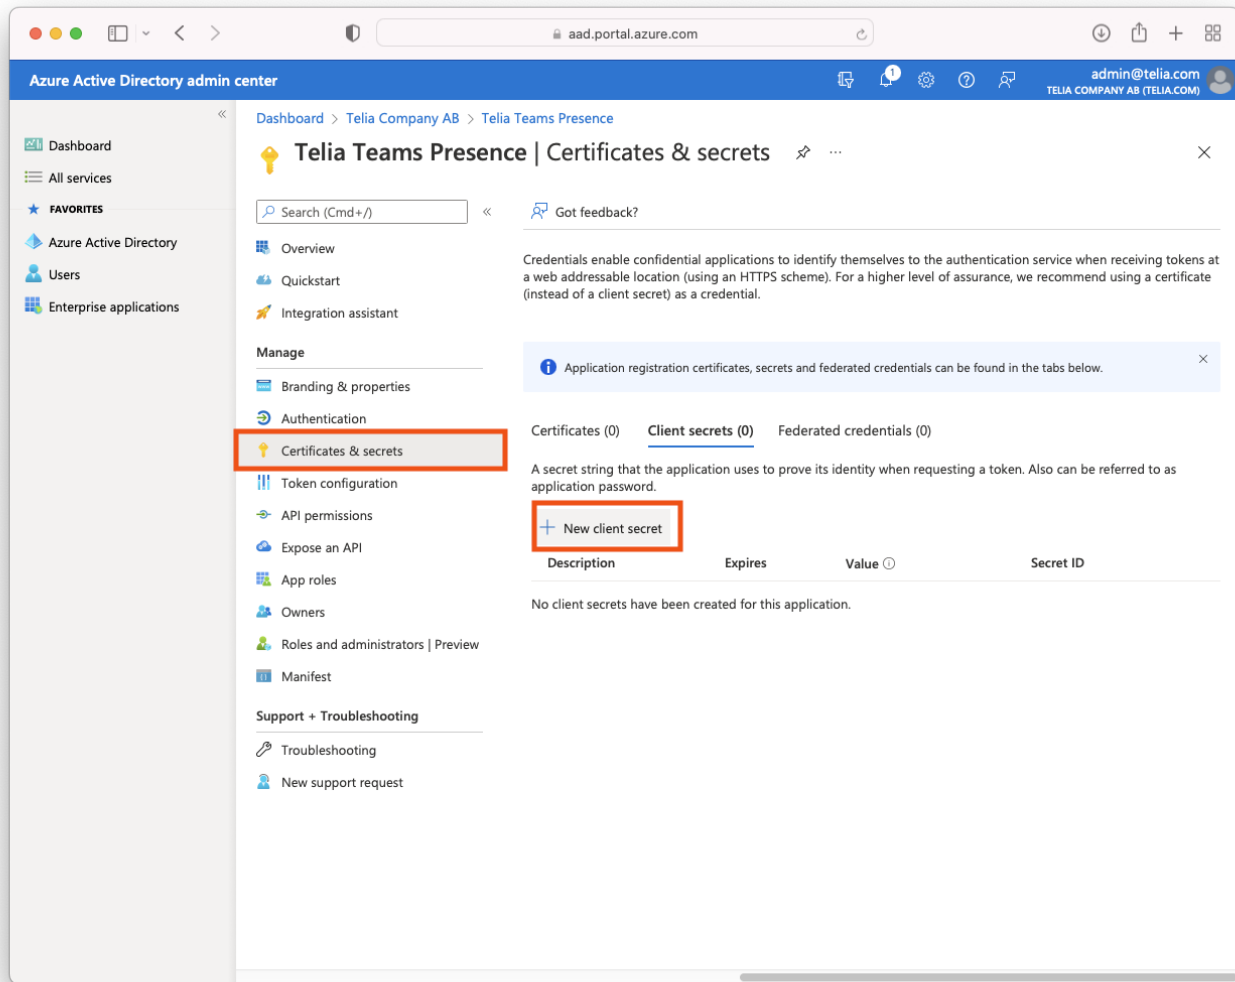 aad.portal.azure.com
Azure Active Directory admin center
1
admin@telia.com
TELIA COMPANY AB (TELIA.COM)
«
Dashboard
All services
FAVORITES
Azure Active Directory
Users
Enterprise applications
Dashboard > Telia Company AB > Telia Teams Presence
Telia Teams Presence | Certificates & secrets
...
Search (Cmd+/)
«
Overview
Quickstart
Integration assistant
Manage
Branding & properties
Authentication
Certificates & secrets
Token configuration
API permissions
Expose an API
App roles
Owners
Roles and administrators | Preview
Manifest
Support + Troubleshooting
Troubleshooting
New support request
Got feedback?
Credentials enable confidential applications to identify themselves to the authentication service when receiving tokens at
a web addressable location (using an HTTPS scheme). For a higher level of assurance, we recommend using a certificate
(instead of a client secret) as a credential.
Application registration certificates, secrets and federated credentials can be found in the tabs below.
Certificates (0) Client secrets (0) Federated credentials (0)
A secret string that the application uses to prove its identity when requesting a token. Also can be referred to as
application password.
+ New client secret
Description Expires Value Secret ID
No client secrets have been created for this application.